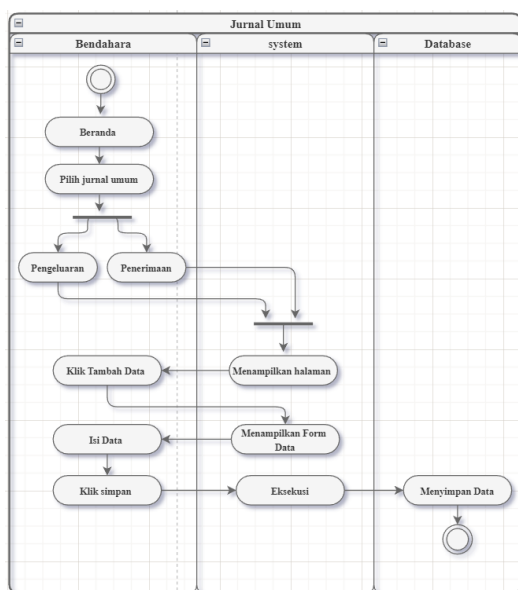 Jurnal Umum
Bendahara
system
Database
Beranda
Pilih jurnal umum
Pengeluaran
Penerimaan
Klik Tambah Data
Menampilkan halaman
Isi Data
Menampilkan Form
Data
Klik simpan
Eksekusi
Menyimpan Data